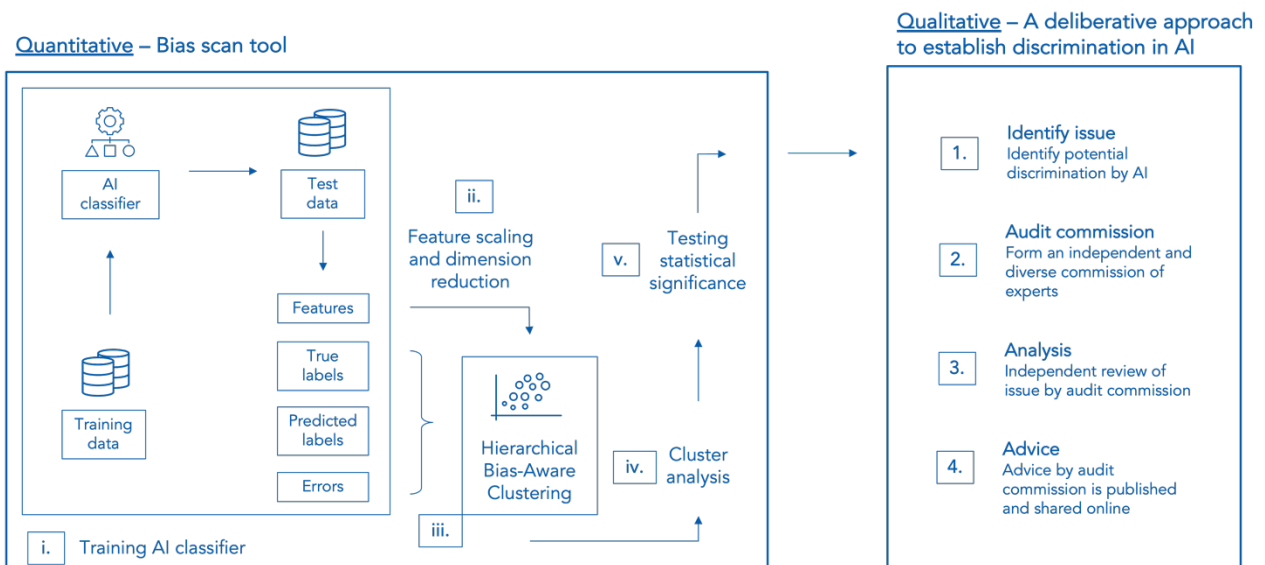 Quantitative – Bias scan tool
AI
classifier
Test
data
Features
True
labels
Predicted
labels
Errors
Training
data
i.
Training AI classifier
ii.
Feature scaling
and dimension
reduction
Hierarchical
Bias-Aware
Clustering
iii.
iv.
Cluster
analysis
v.
Testing
statistical
significance
Qualitative – A deliberative approach
to establish discrimination in AI
1.
Identify issue
Identify potential
discrimination by AI
2.
Audit commission
Form an independent and
diverse commission of
experts
3.
Analysis
Independent review of
issue by audit commission
4.
Advice
Advice by audit
commission is published
and shared online